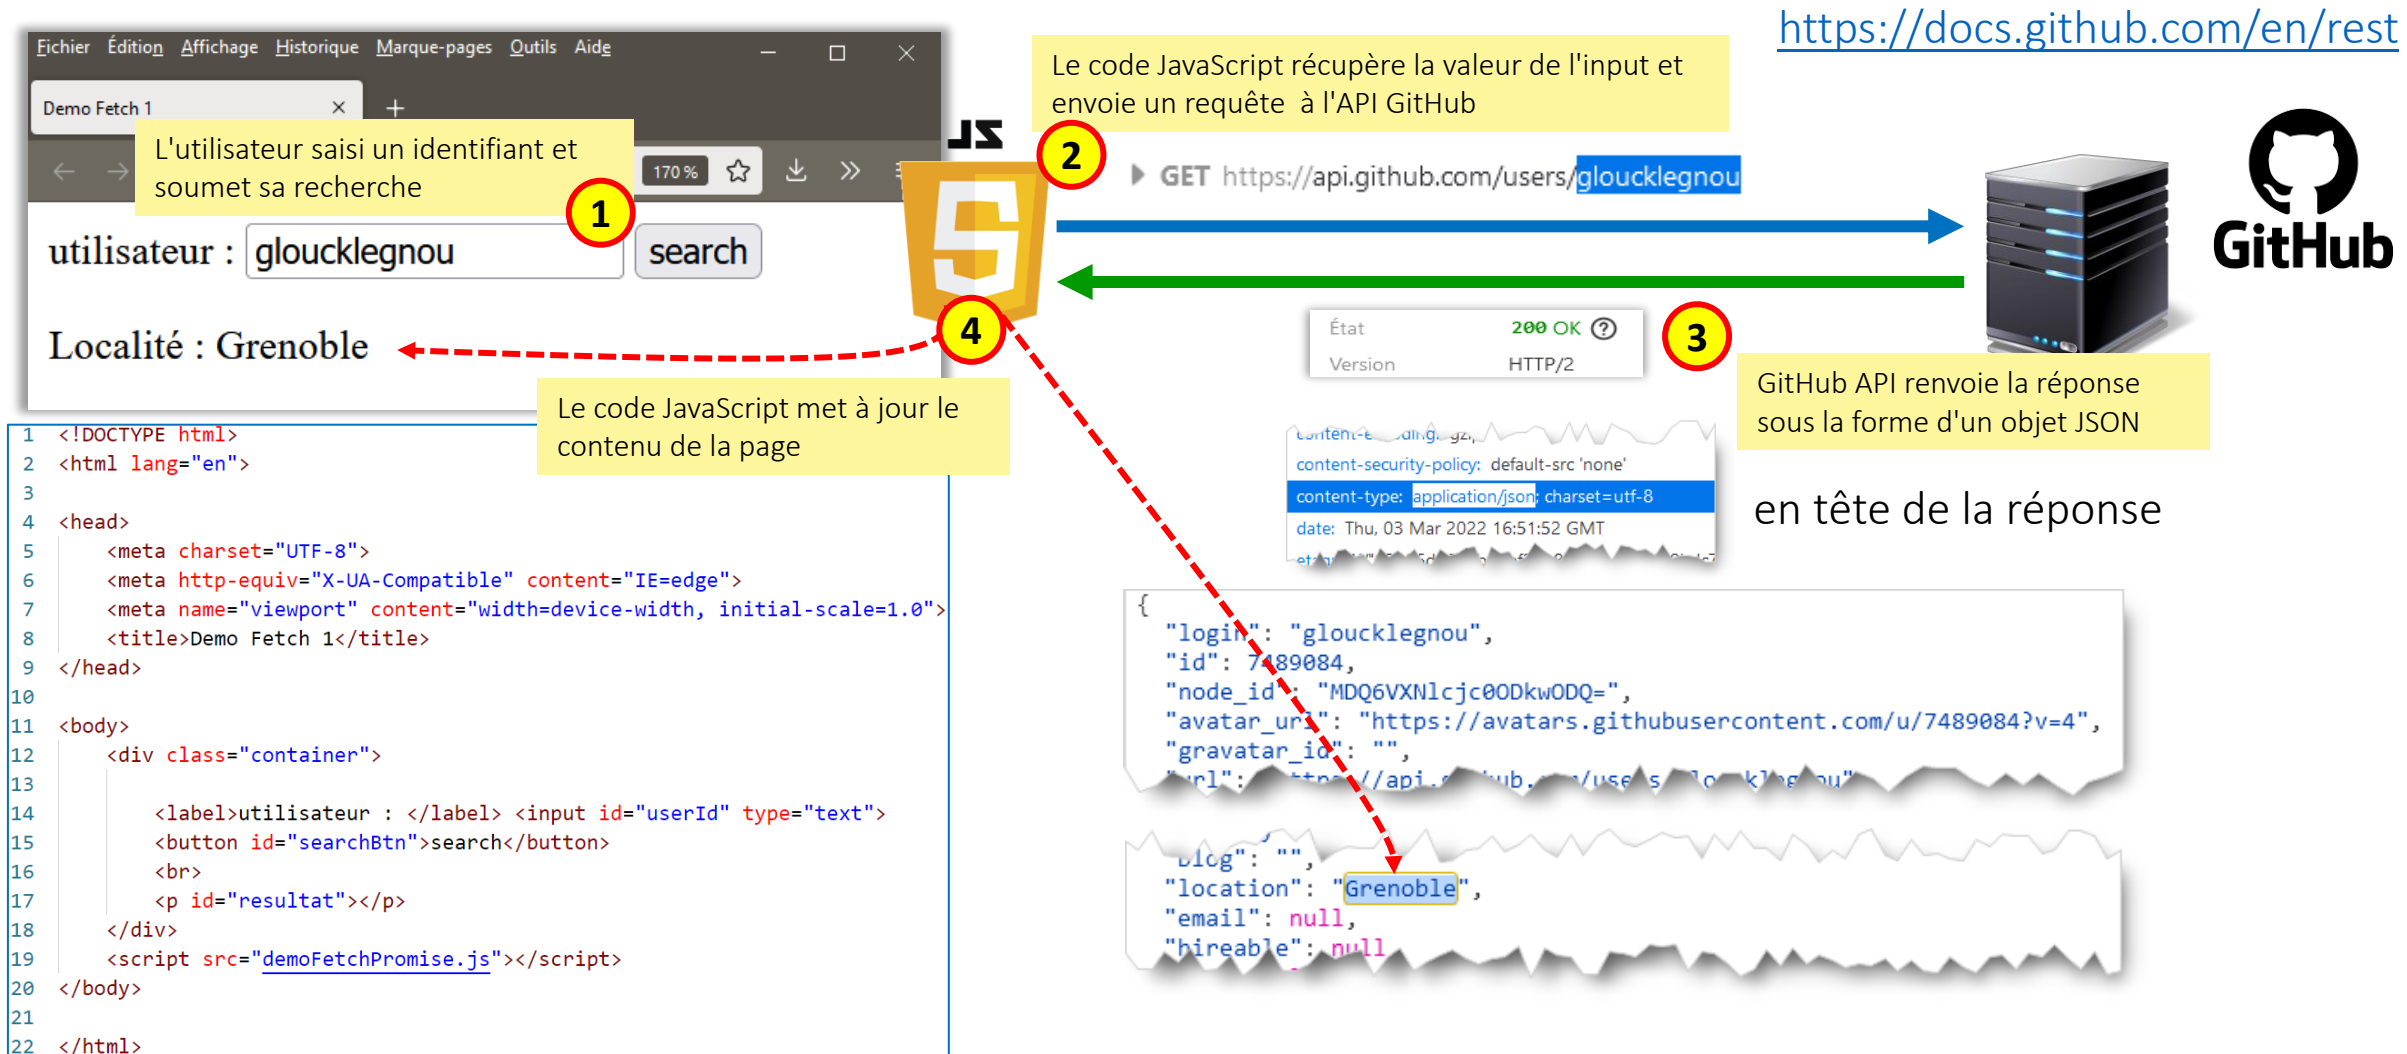 https://docs.github.com/en/rest
Fichier Édition Affichage Historique Marque-pages Outils Aide
Demo Fetch 1
L'utilisateur saisi un identifiant et
soumet sa recherche
1
170 %
utilisateur : gloucklegnou search
Localité : Grenoble
JS
Le code JavaScript récupère la valeur de l'input et
envoie un requête à l'API GitHub
2
GET https://api.github.com/users/gloucklegnou
GitHub
4
Le code JavaScript met à jour le
contenu de la page
État 200 OK
Version HTTP/2
3
GitHub API renvoie la réponse
sous la forme d'un objet JSON
content-security-policy: default-src 'none'
content-type: application/json; charset=utf-8
date: Thu, 03 Mar 2022 16:51:52 GMT
en tête de la réponse
{
"login": "gloucklegnou",
"id": 7489084,
"node_id": "MDQ6VXNlcjc0ODkwODQ=",
"avatar_url": "https://avatars.githubusercontent.com/u/7489084?v=4",
"gravatar_id": "",
"blog": "",
"location": "Grenoble",
"email": null,
"hireable": null
1 <!DOCTYPE html>
2 <html lang="en">
3
4 <head>
5 <meta charset="UTF-8">
6 <meta http-equiv="X-UA-Compatible" content="IE=edge">
7 <meta name="viewport" content="width=device-width, initial-scale=1.0">
8 <title>Demo Fetch 1</title>
9 </head>
10
11 <body>
12 <div class="container">
13
14 <label>utilisateur : </label> <input id="userId" type="text">
15 <button id="searchBtn">search</button>
16 <br>
17 <p id="resultat"></p>
18 </div>
19 <script src="demoFetchPromise.js"></script>
20 </body>
21
22 </html>